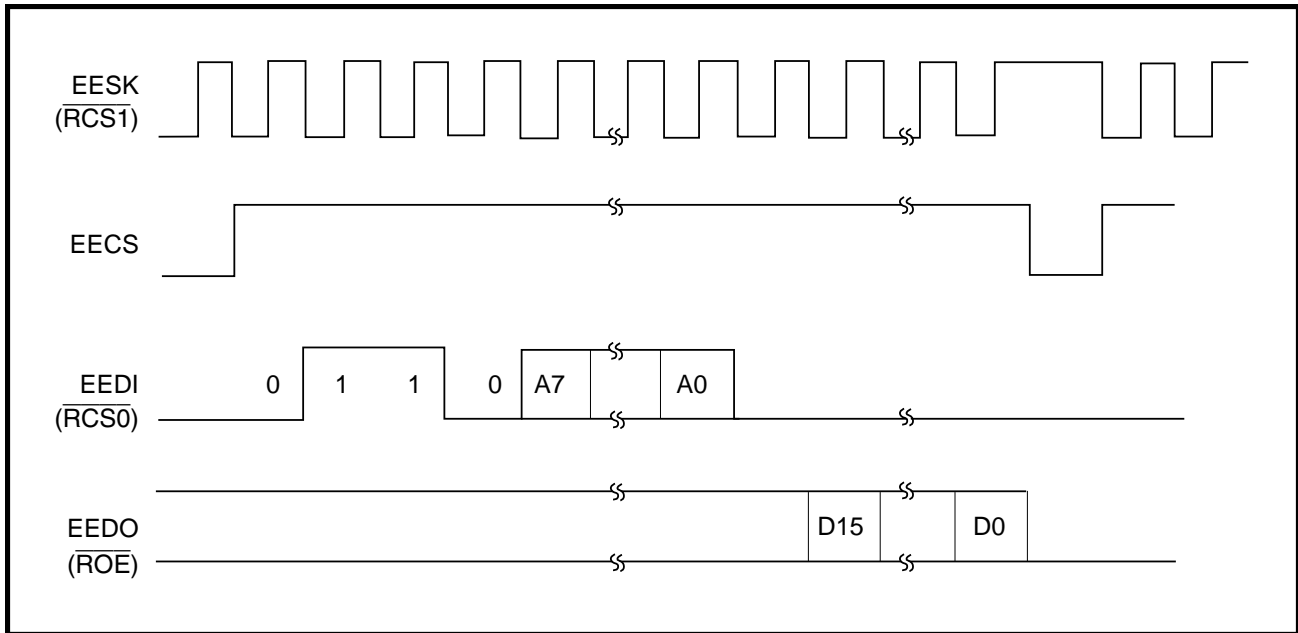 EESK
(RCS1)
EECS
EEDI
(RCS0)
0 1 1 0 A7 A0
EEDO
(ROE)
D15 D0